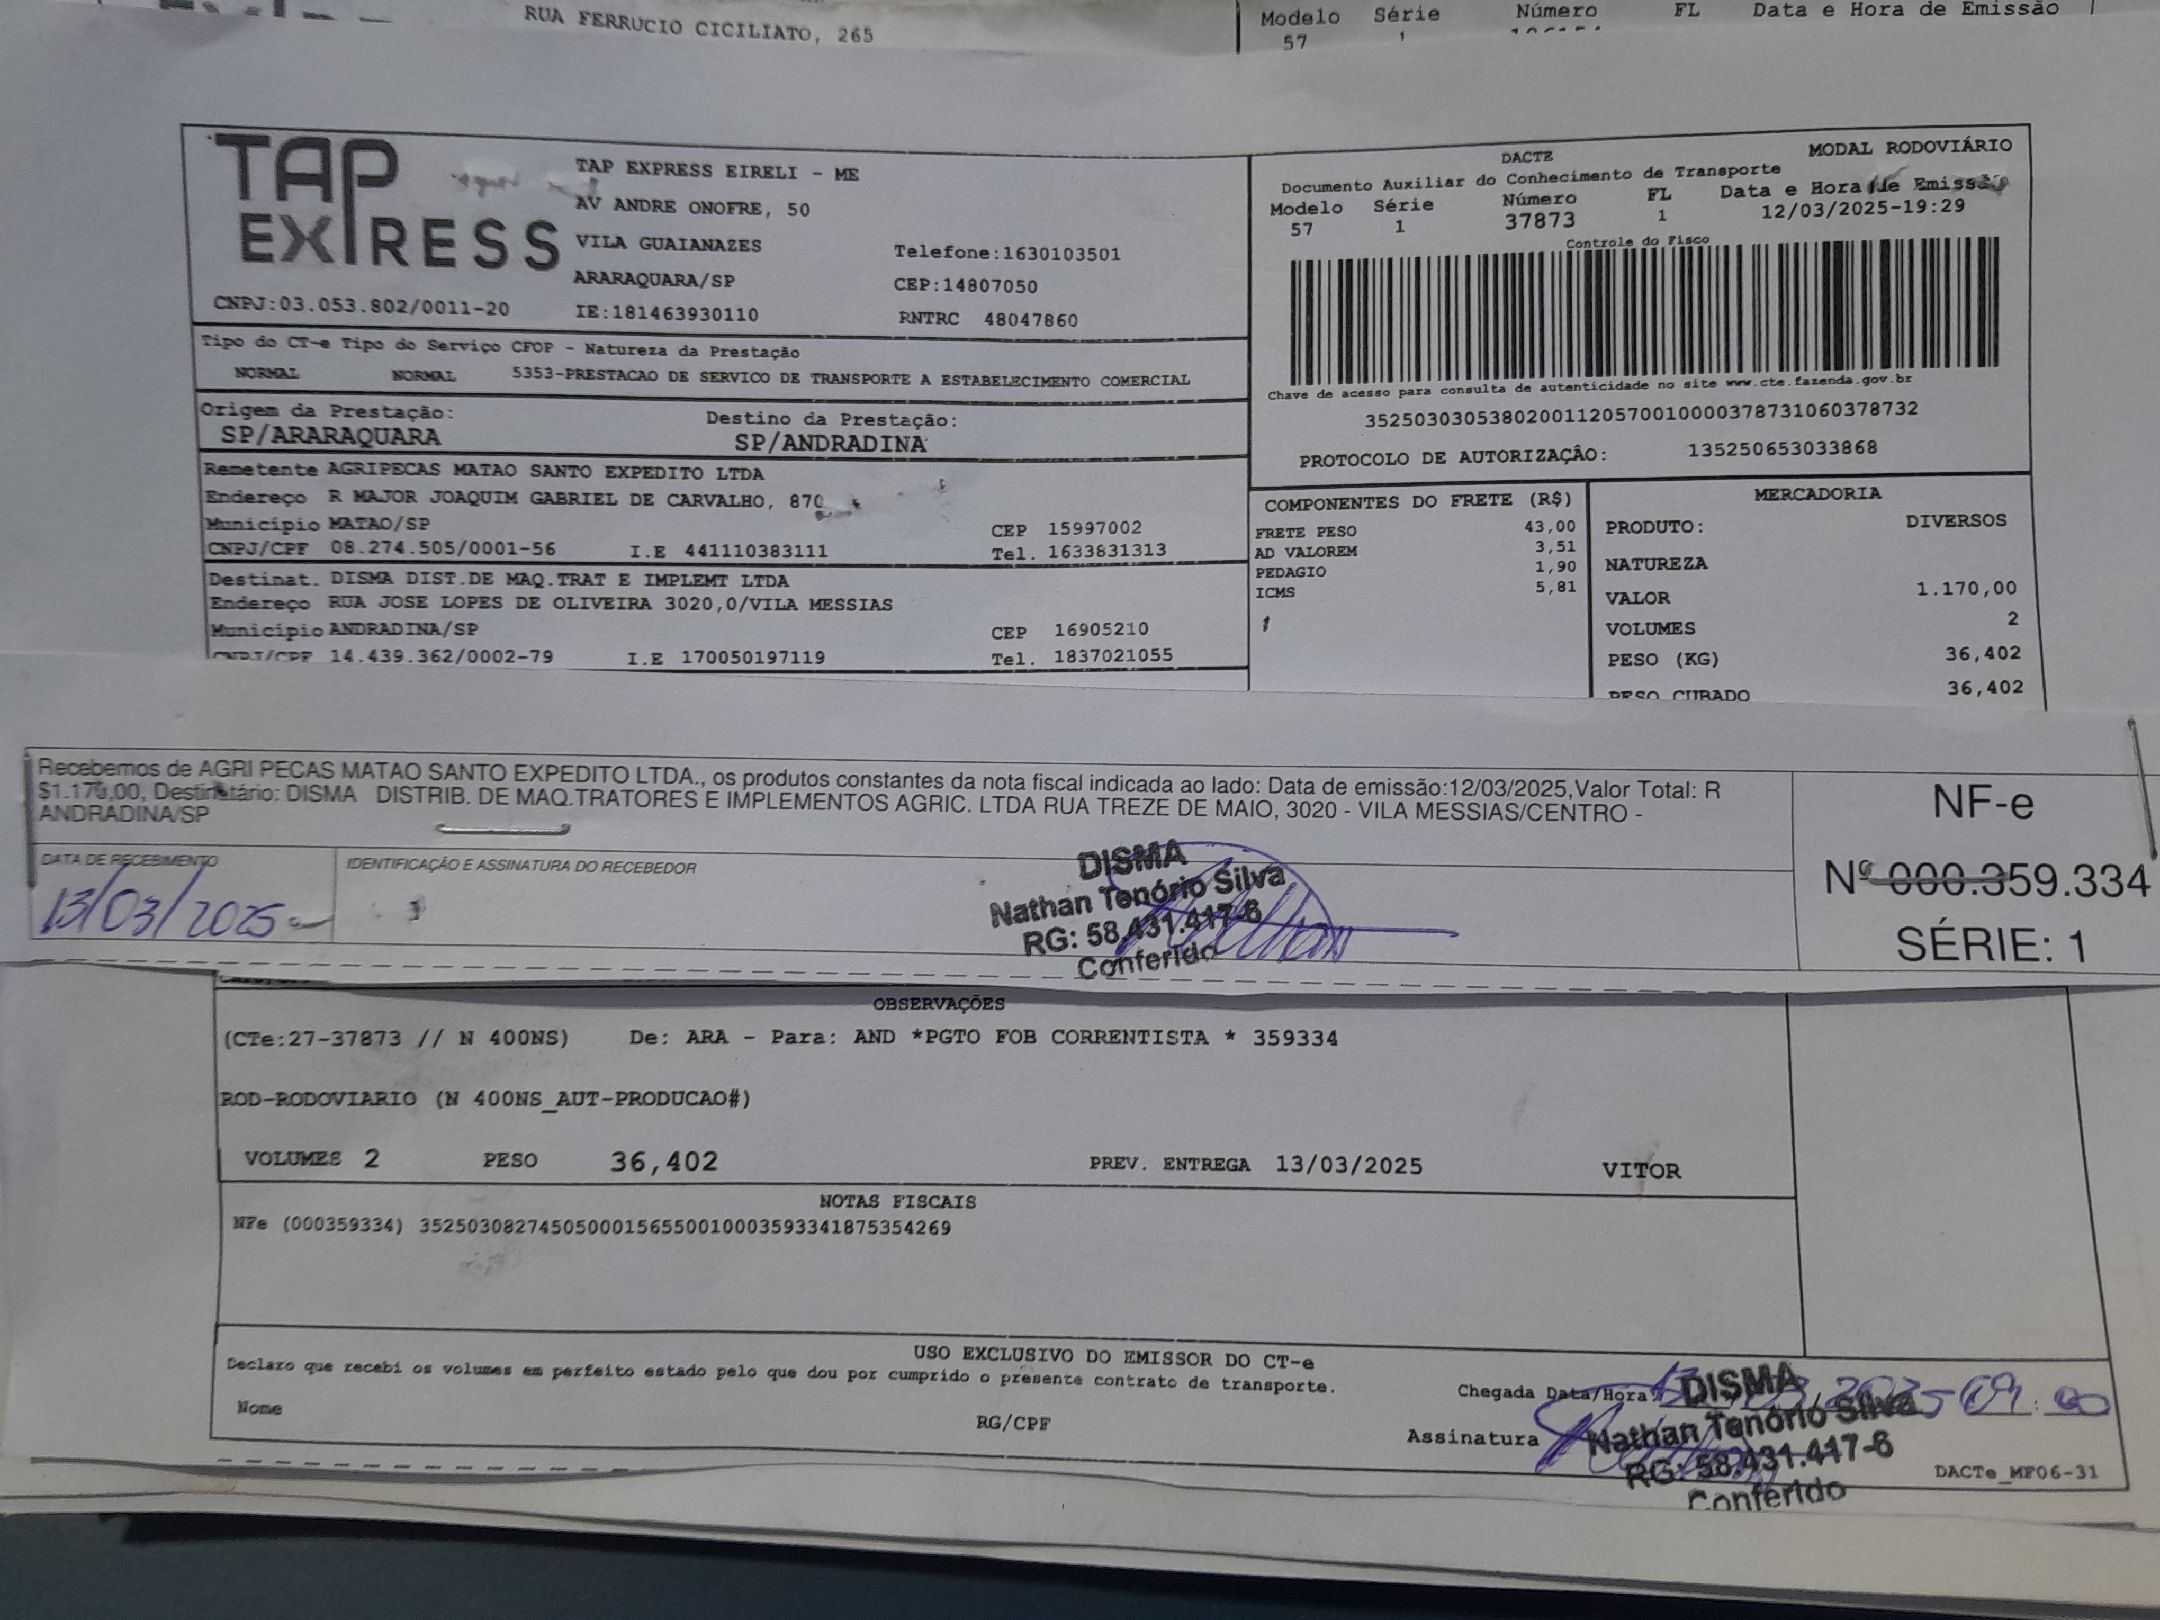 RUA FERRUCIO CICILIATO, 265
Modelo Série Número FL Data e Hora de Emissão
57 1
TAP EXPRESS
TAP EXPRESS EIRELI - ME
AV ANDRE ONOFRE, 50
VILA GUAIANAZES Telefone:1630103501
ARARAQUARA/SP CEP:14807050
CNPJ:03.053.802/0011-20 IE:181463930110 RNTRC 48047860
DACTE MODAL RODOVIÁRIO
Documento Auxiliar do Conhecimento de Transporte
Modelo Série Número FL Data e Hora de Emissão
57 1 37873 1 12/03/2025-19:29
Controle do Fisco
Chave de acesso para consulta de autenticidade no site www.cte.fazenda.gov.br
35250303053802001120570010000378731060378732
PROTOCOLO DE AUTORIZAÇÂO: 135250653033868
Tipo do CT-e Tipo do Serviço CFOP - Natureza da Prestação
NORMAL NORMAL 5353-PRESTACAO DE SERVICO DE TRANSPORTE A ESTABELECIMENTO COMERCIAL
Origem da Prestação: Destino da Prestação:
SP/ARARAQUARA SP/ANDRADINA
Remetente AGRIPECAS MATAO SANTO EXPEDITO LTDA
Endereço R MAJOR JOAQUIM GABRIEL DE CARVALHO, 870
Município MATAO/SP CEP 15997002
CNPJ/CPF 08.274.505/0001-56 I.E 441110383111 Tel. 1633831313
Destinat. DISMA DIST.DE MAQ.TRAT E IMPLEMT LTDA
Endereço RUA JOSE LOPES DE OLIVEIRA 3020,0/VILA MESSIAS
Município ANDRADINA/SP CEP 16905210
CNPJ/CPF 14.439.362/0002-79 I.E 170050197119 Tel. 1837021055
COMPONENTES DO FRETE (R$)
FRETE PESO 43,00
AD VALOREM 3,51
PEDAGIO 1,90
ICMS 5,81
MERCADORIA
PRODUTO: DIVERSOS
NATUREZA
VALOR 1.170,00
VOLUMES 2
PESO (KG) 36,402
PESO CUBADO 36,402
Recebemos de AGRI PECAS MATAO SANTO EXPEDITO LTDA., os produtos constantes da nota fiscal indicada ao lado: Data de emissão:12/03/2025,Valor Total: R
$1.170,00, Destinatário: DISMA DISTRIB. DE MAQ.TRATORES E IMPLEMENTOS AGRIC. LTDA RUA TREZE DE MAIO, 3020 - VILA MESSIAS/CENTRO -
ANDRADINA/SP
DATA DE RECEBIMENTO IDENTIFICAÇÃO E ASSINATURA DO RECEBEDOR
13/03/2025
DISMA
Nathan Tenório Silva
RG: 58.431.417-6
Conferido
NF-e
Nº 000.359.334
SÉRIE: 1
OBSERVAÇÕES
(CTe:27-37873 // N 400NS) De: ARA - Para: AND *PGTO FOB CORRENTISTA * 359334
ROD-RODOVIARIO (N 400NS_AUT-PRODUCAO#)
VOLUMES 2 PESO 36,402 PREV. ENTREGA 13/03/2025 VITOR
NOTAS FISCAIS
NFe (000359334) 35250308274505000156550010003593341875354269
USO EXCLUSIVO DO EMISSOR DO CT-e
Declaro que recebi os volumes em perfeito estado pelo que dou por cumprido o presente contrato de transporte.
Nome RG/CPF
Chegada Data/Hora 09:00
Assinatura
DISMA
Nathan Tenório Silva
RG: 58.431.417-6
Conferido
DACTe_MF06-31